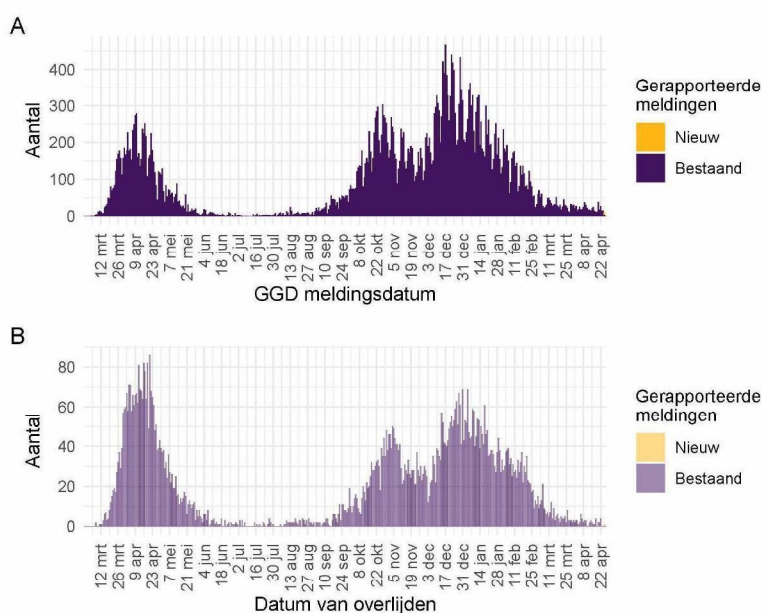 A
Aantal
400
300
200
100
0
12 mrt
26 mrt
9 apr
23 apr
7 mei
21 mei
4 jun
18 jun
2 jul
16 jul
30 jul
13 aug
27 aug
10 sep
24 sep
8 okt
22 okt
5 nov
19 nov
3 dec
17 dec
31 dec
14 jan
28 jan
11 feb
25 feb
11 mrt
25 mrt
8 apr
22 apr
GGD meldingsdatum
Gerapporteerde
meldingen
Nieuw
Bestaand
B
Aantal
80
60
40
20
0
12 mrt
26 mrt
9 apr
23 apr
7 mei
21 mei
4 jun
18 jun
2 jul
16 jul
30 jul
13 aug
27 aug
10 sep
24 sep
8 okt
22 okt
5 nov
19 nov
3 dec
17 dec
31 dec
14 jan
28 jan
11 feb
25 feb
11 mrt
25 mrt
8 apr
22 apr
Datum van overlijden
Gerapporteerde
meldingen
Nieuw
Bestaand